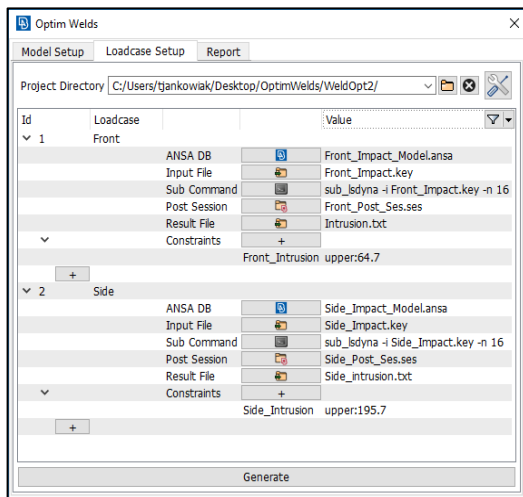 Optim Welds
Model Setup Loadcase Setup Report
Project Directory C:/Users/tjankowiak/Desktop/OptimWelds/WeldOpt2/
Id Loadcase Value
1 Front
ANSA DB Front_Impact_Model.ansa
Input File Front_Impact.key
Sub Command sub_lsdyna -i Front_Impact.key -n 16
Post Session Front_Post_Ses.ses
Result File Intrusion.txt
Constraints +
Front_Intrusion upper:64.7
+
2 Side
ANSA DB Side_Impact_Model.ansa
Input File Side_Impact.key
Sub Command sub_lsdyna -i Side_Impact.key -n 16
Post Session Side_Post_Ses.ses
Result File Side_intrusion.txt
Constraints +
Side_Intrusion upper:195.7
+
Generate